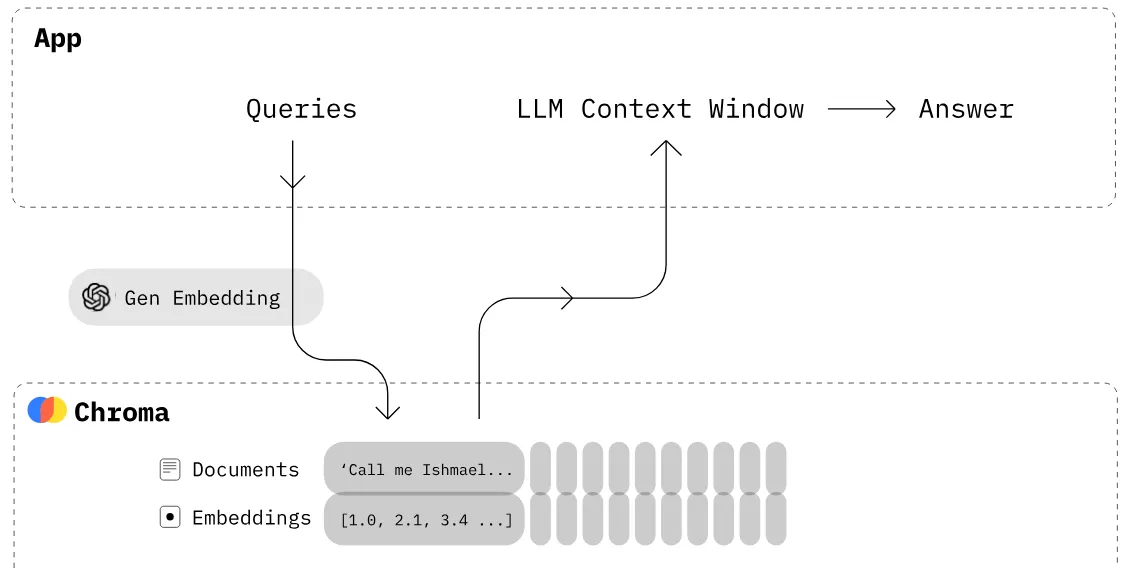 App
Queries
LLM Context Window
Answer
Gen Embedding
Chroma
Documents
‘Call me Ishmael...
Embeddings
[1.0, 2.1, 3.4 ...]